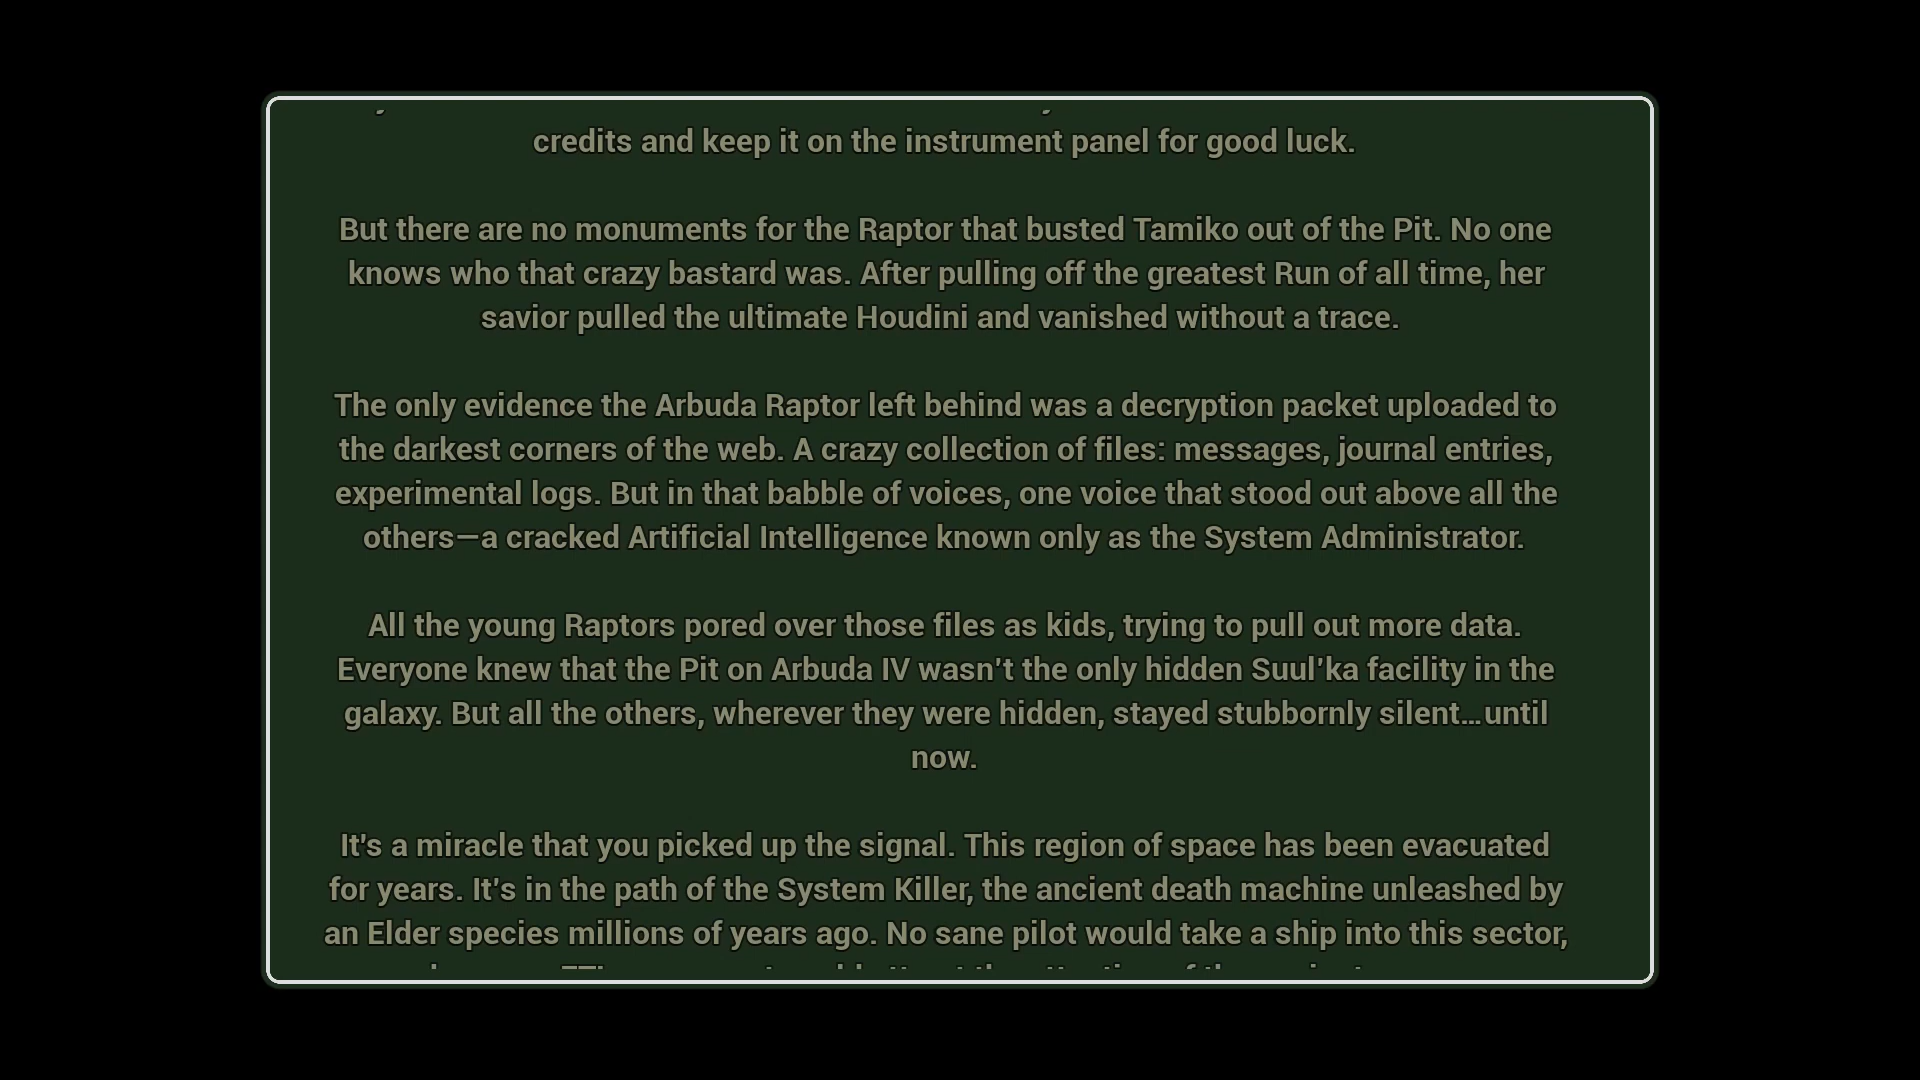 credits and keep it on the instrument panel for good luck.
But there are no monuments for the Raptor that busted Tamiko out of the Pit. No one
knows who that crazy bastard was. After pulling off the greatest Run of all time, her
savior pulled the ultimate Houdini and vanished without a trace.
The only evidence the Arbuda Raptor left behind was a decryption packet uploaded to
the darkest corners of the web. A crazy collection of files: messages, journal entries,
experimental logs. But in that babble of voices, one voice that stood out above all the
others—a cracked Artificial Intelligence known only as the System Administrator.
All the young Raptors pored over those files as kids, trying to pull out more data.
Everyone knew that the Pit on Arbuda IV wasn't the only hidden Suul'ka facility in the
galaxy. But all the others, wherever they were hidden, stayed stubbornly silent…until
now.
It's a miracle that you picked up the signal. This region of space has been evacuated
for years. It's in the path of the System Killer, the ancient death machine unleashed by
an Elder species millions of years ago. No sane pilot would take a ship into this sector,